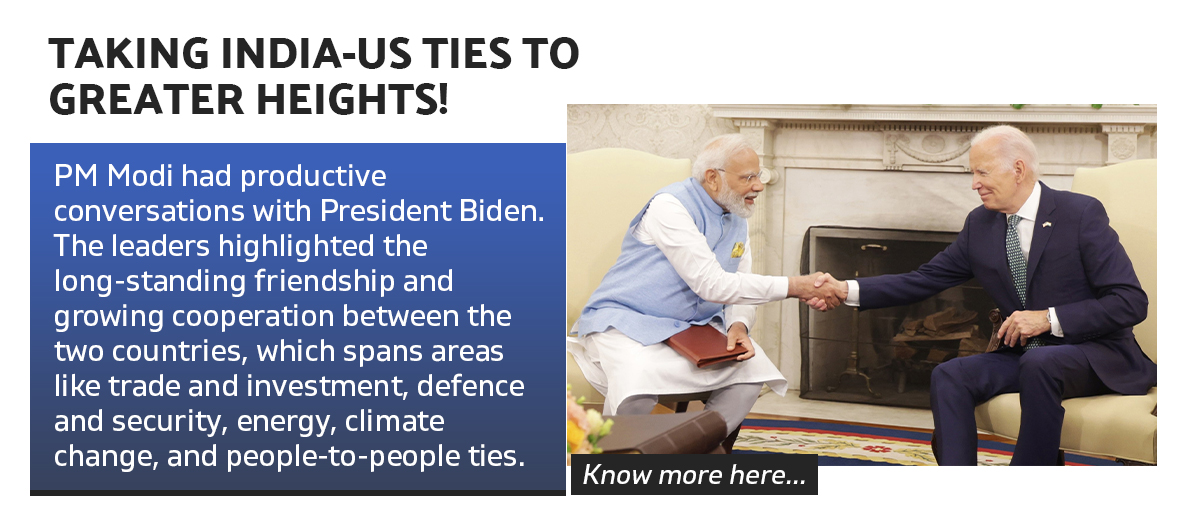 TAKING INDIA-US TIES TO
GREATER HEIGHTS!
PM Modi had productive
conversations with President Biden.
The leaders highlighted the
long-standing friendship and
growing cooperation between the
two countries, which spans areas
like trade and investment, defence
and security, energy, climate
change, and people-to-people ties.
Know more here...